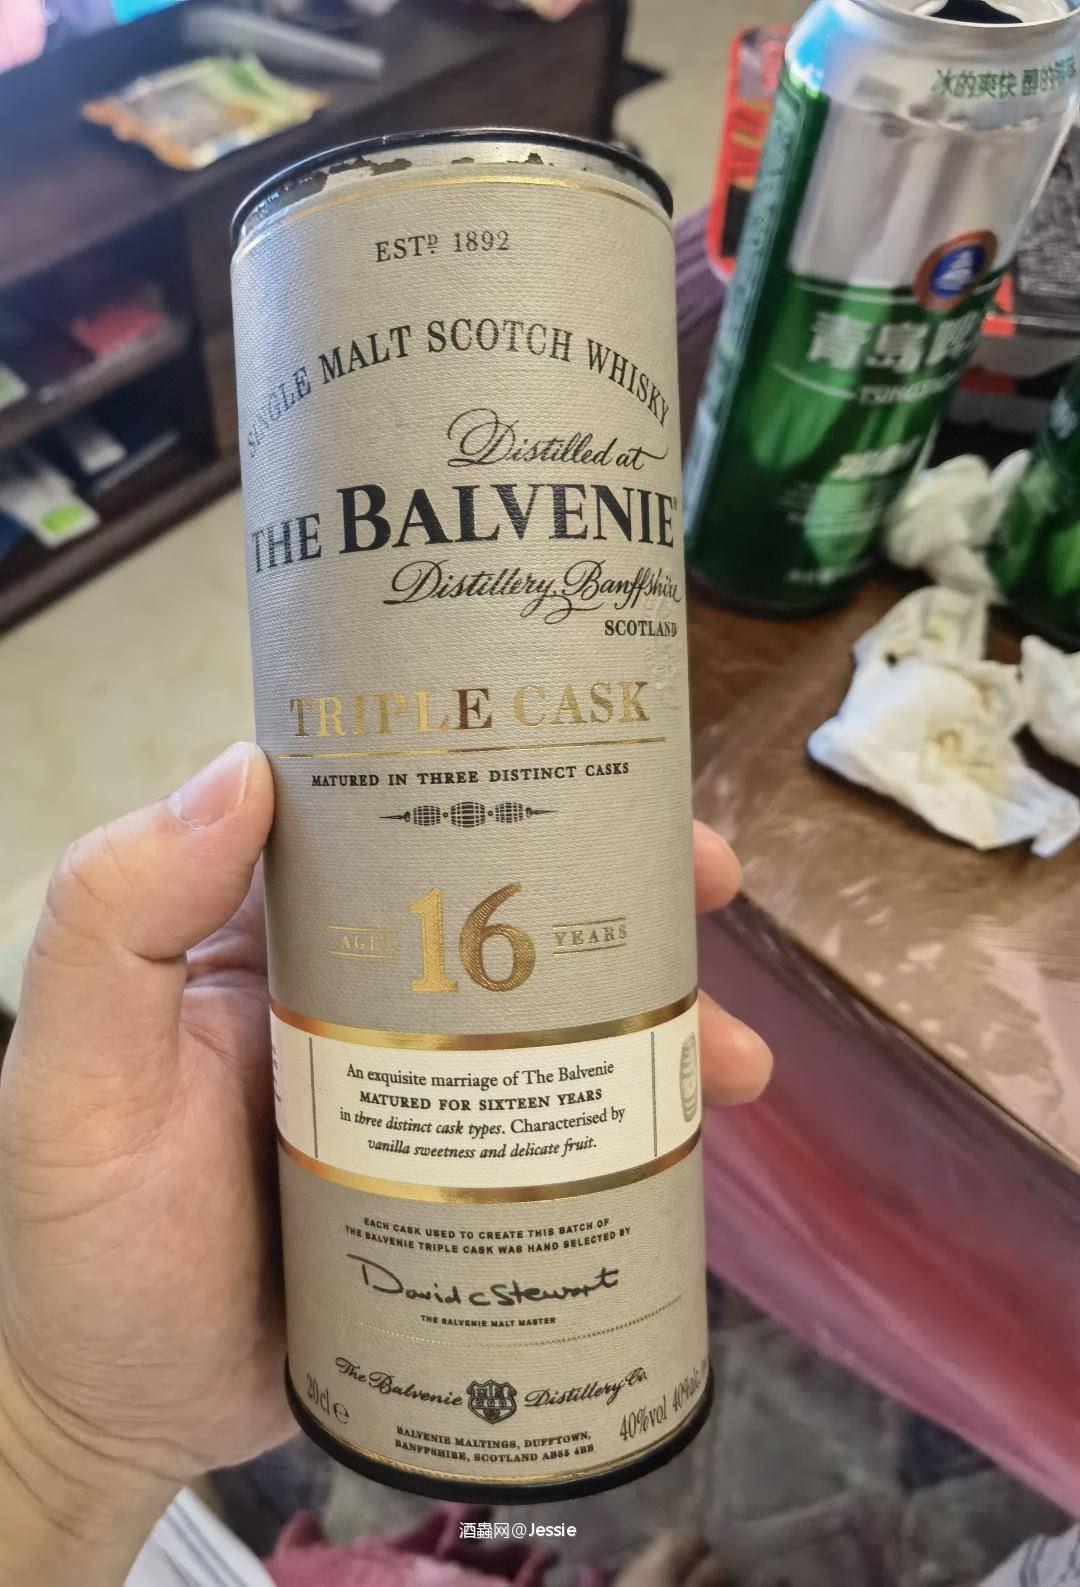 ESTD 1892
SINGLE MALT SCOTCH WHISKY
Distilled at
THE BALVENIE®
Distillery, Banffshire
SCOTLAND
TRIPLE CASK
MATURED IN THREE DISTINCT CASKS
AGED 16 YEARS
An exquisite marriage of The Balvenie
MATURED FOR SIXTEEN YEARS
in three distinct cask types. Characterised by
vanilla sweetness and delicate fruit.
EACH CASK USED TO CREATE THIS BATCH OF
THE BALVENIE TRIPLE CASK WAS HAND SELECTED BY
David C Stewart
THE BALVENIE MALT MASTER
The Balvenie Distillery Co.
20cl e
40%vol 40%alc.
BALVENIE MALTINGS, DUFFTOWN,
BANFFSHIRE, SCOTLAND AB55 4BB
青島啤
酒蟲网@Jessie